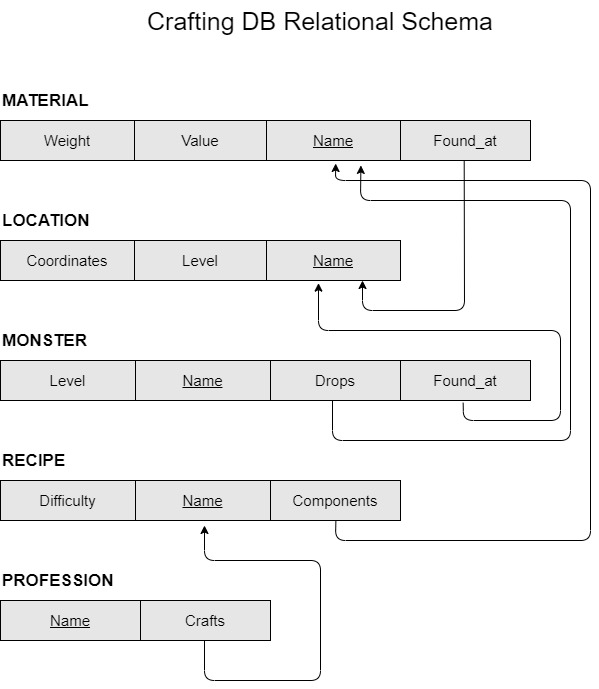 Crafting DB Relational Schema
MATERIAL
Weight Value Name Found_at
LOCATION
Coordinates Level Name
MONSTER
Level Name Drops Found_at
RECIPE
Difficulty Name Components
PROFESSION
Name Crafts